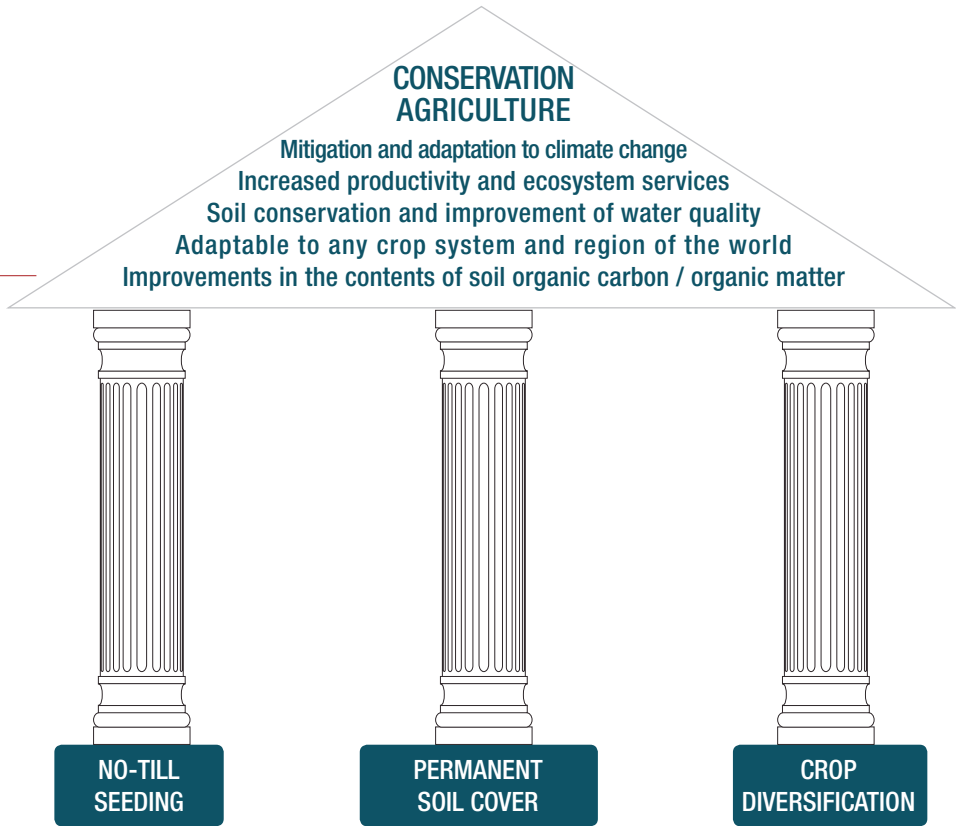 CONSERVATION
AGRICULTURE
Mitigation and adaptation to climate change
Increased productivity and ecosystem services
Soil conservation and improvement of water quality
Adaptable to any crop system and region of the world
Improvements in the contents of soil organic carbon / organic matter
NO-TILL
SEEDING
PERMANENT
SOIL COVER
CROP
DIVERSIFICATION